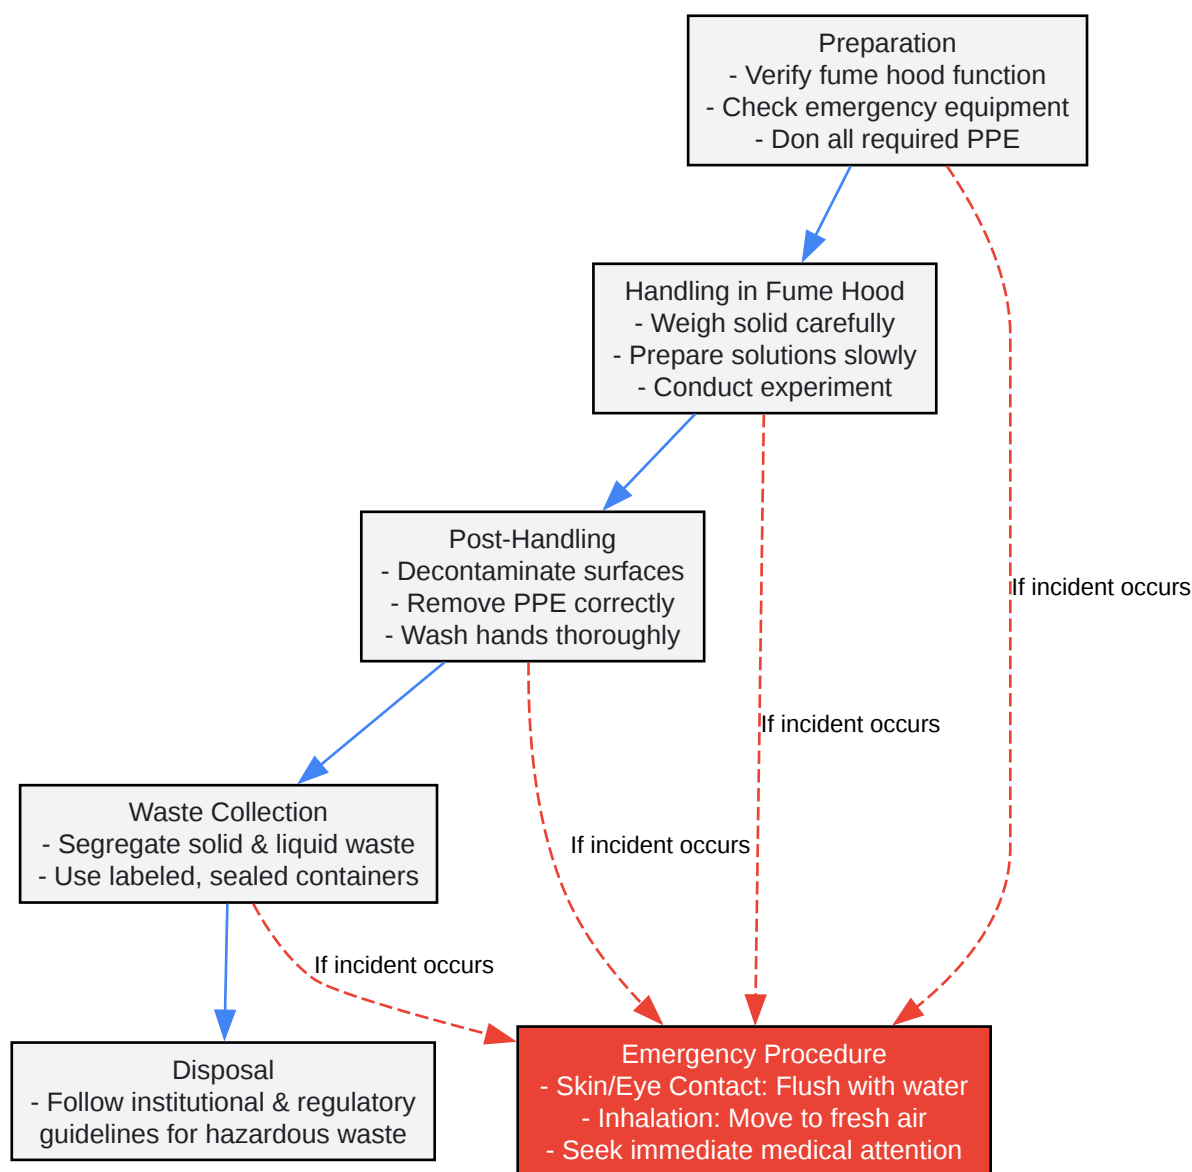 Preparation
- Verify fume hood function
- Check emergency equipment
- Don all required PPE
Handling in Fume Hood
- Weigh solid carefully
- Prepare solutions slowly
- Conduct experiment
Post-Handling
- Decontaminate surfaces
- Remove PPE correctly
- Wash hands thoroughly
If incident occurs
If incident occurs
If incident occurs
Waste Collection
- Segregate solid & liquid waste
- Use labeled, sealed containers
If incident occurs
Disposal
- Follow institutional & regulatory
guidelines for hazardous waste
Emergency Procedure
- Skin/Eye Contact: Flush with water
- Inhalation: Move to fresh air
- Seek immediate medical attention